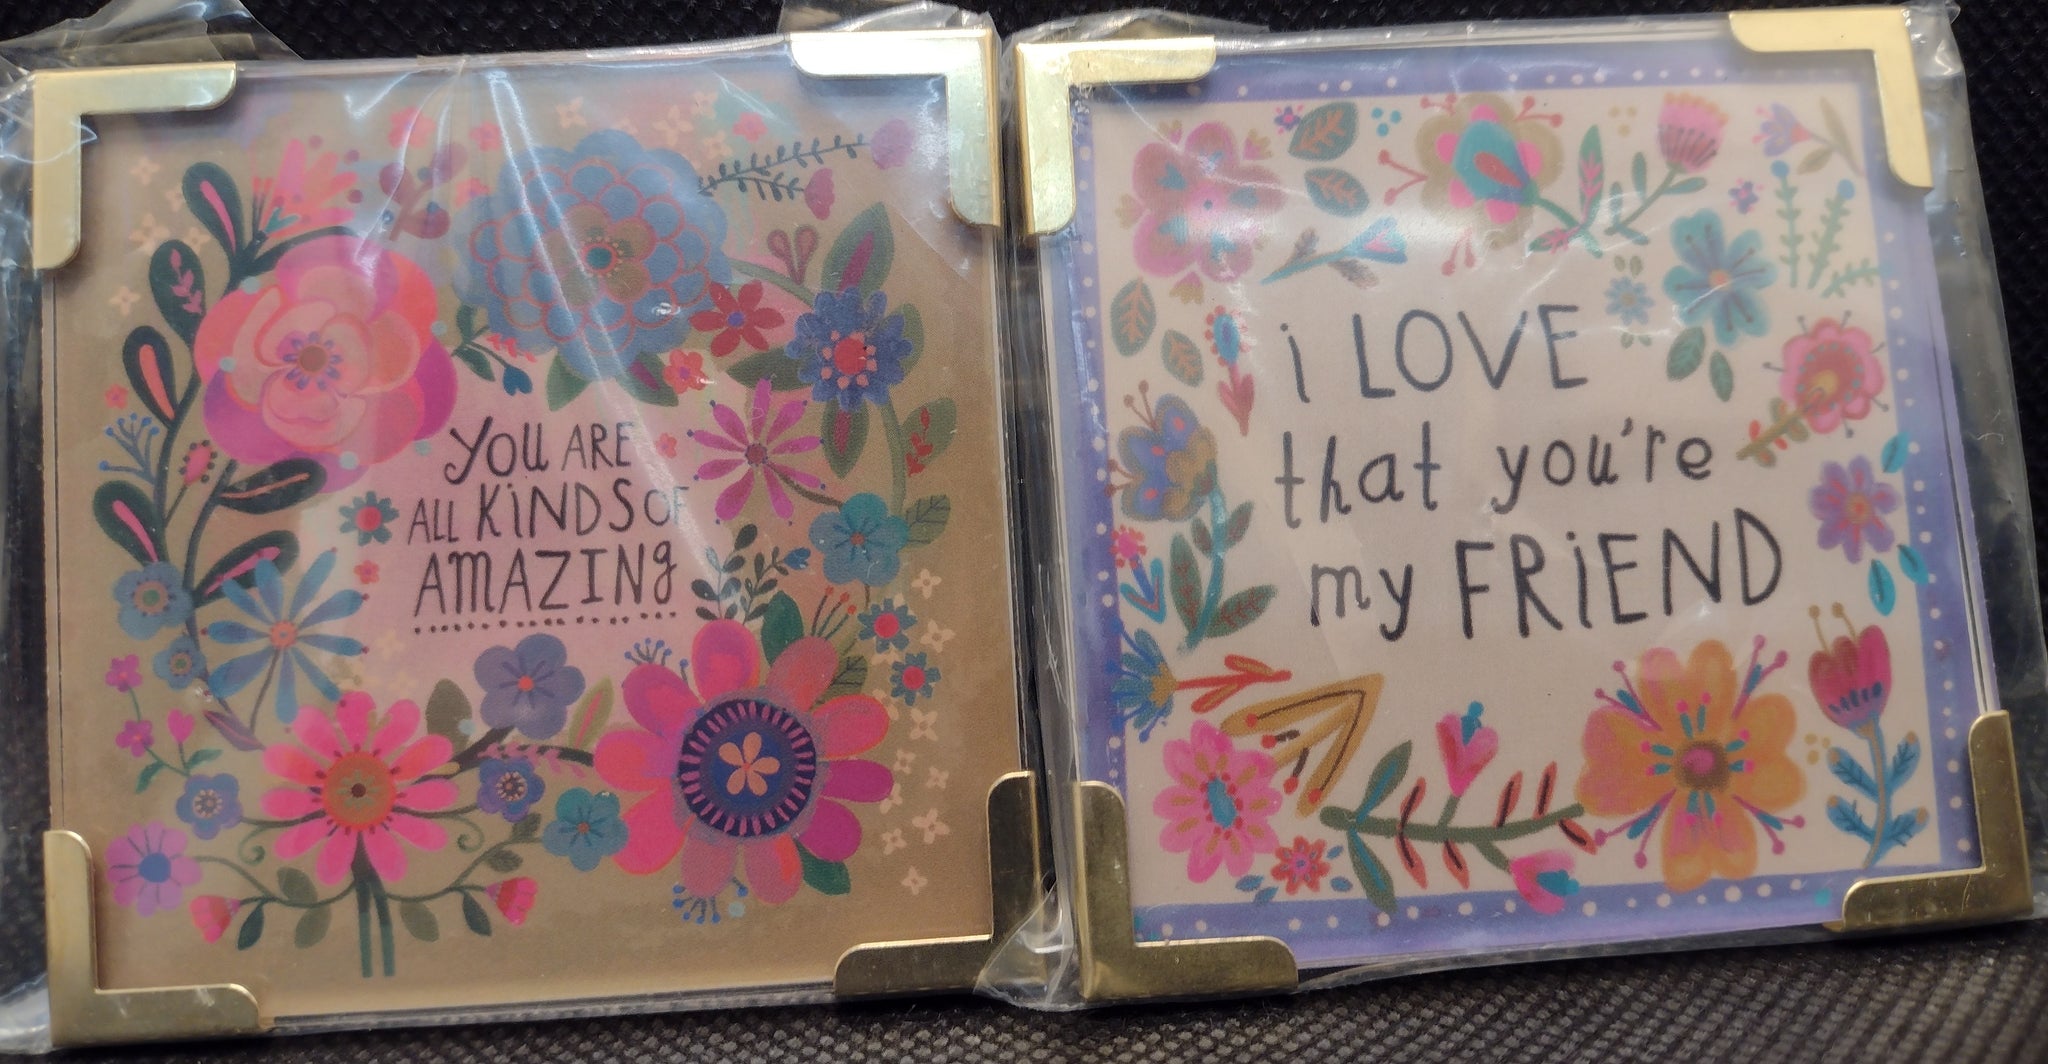 YOU ARE
ALL KiNDS OF
AMAZINg
i LOVE
that you're
my FRiEND